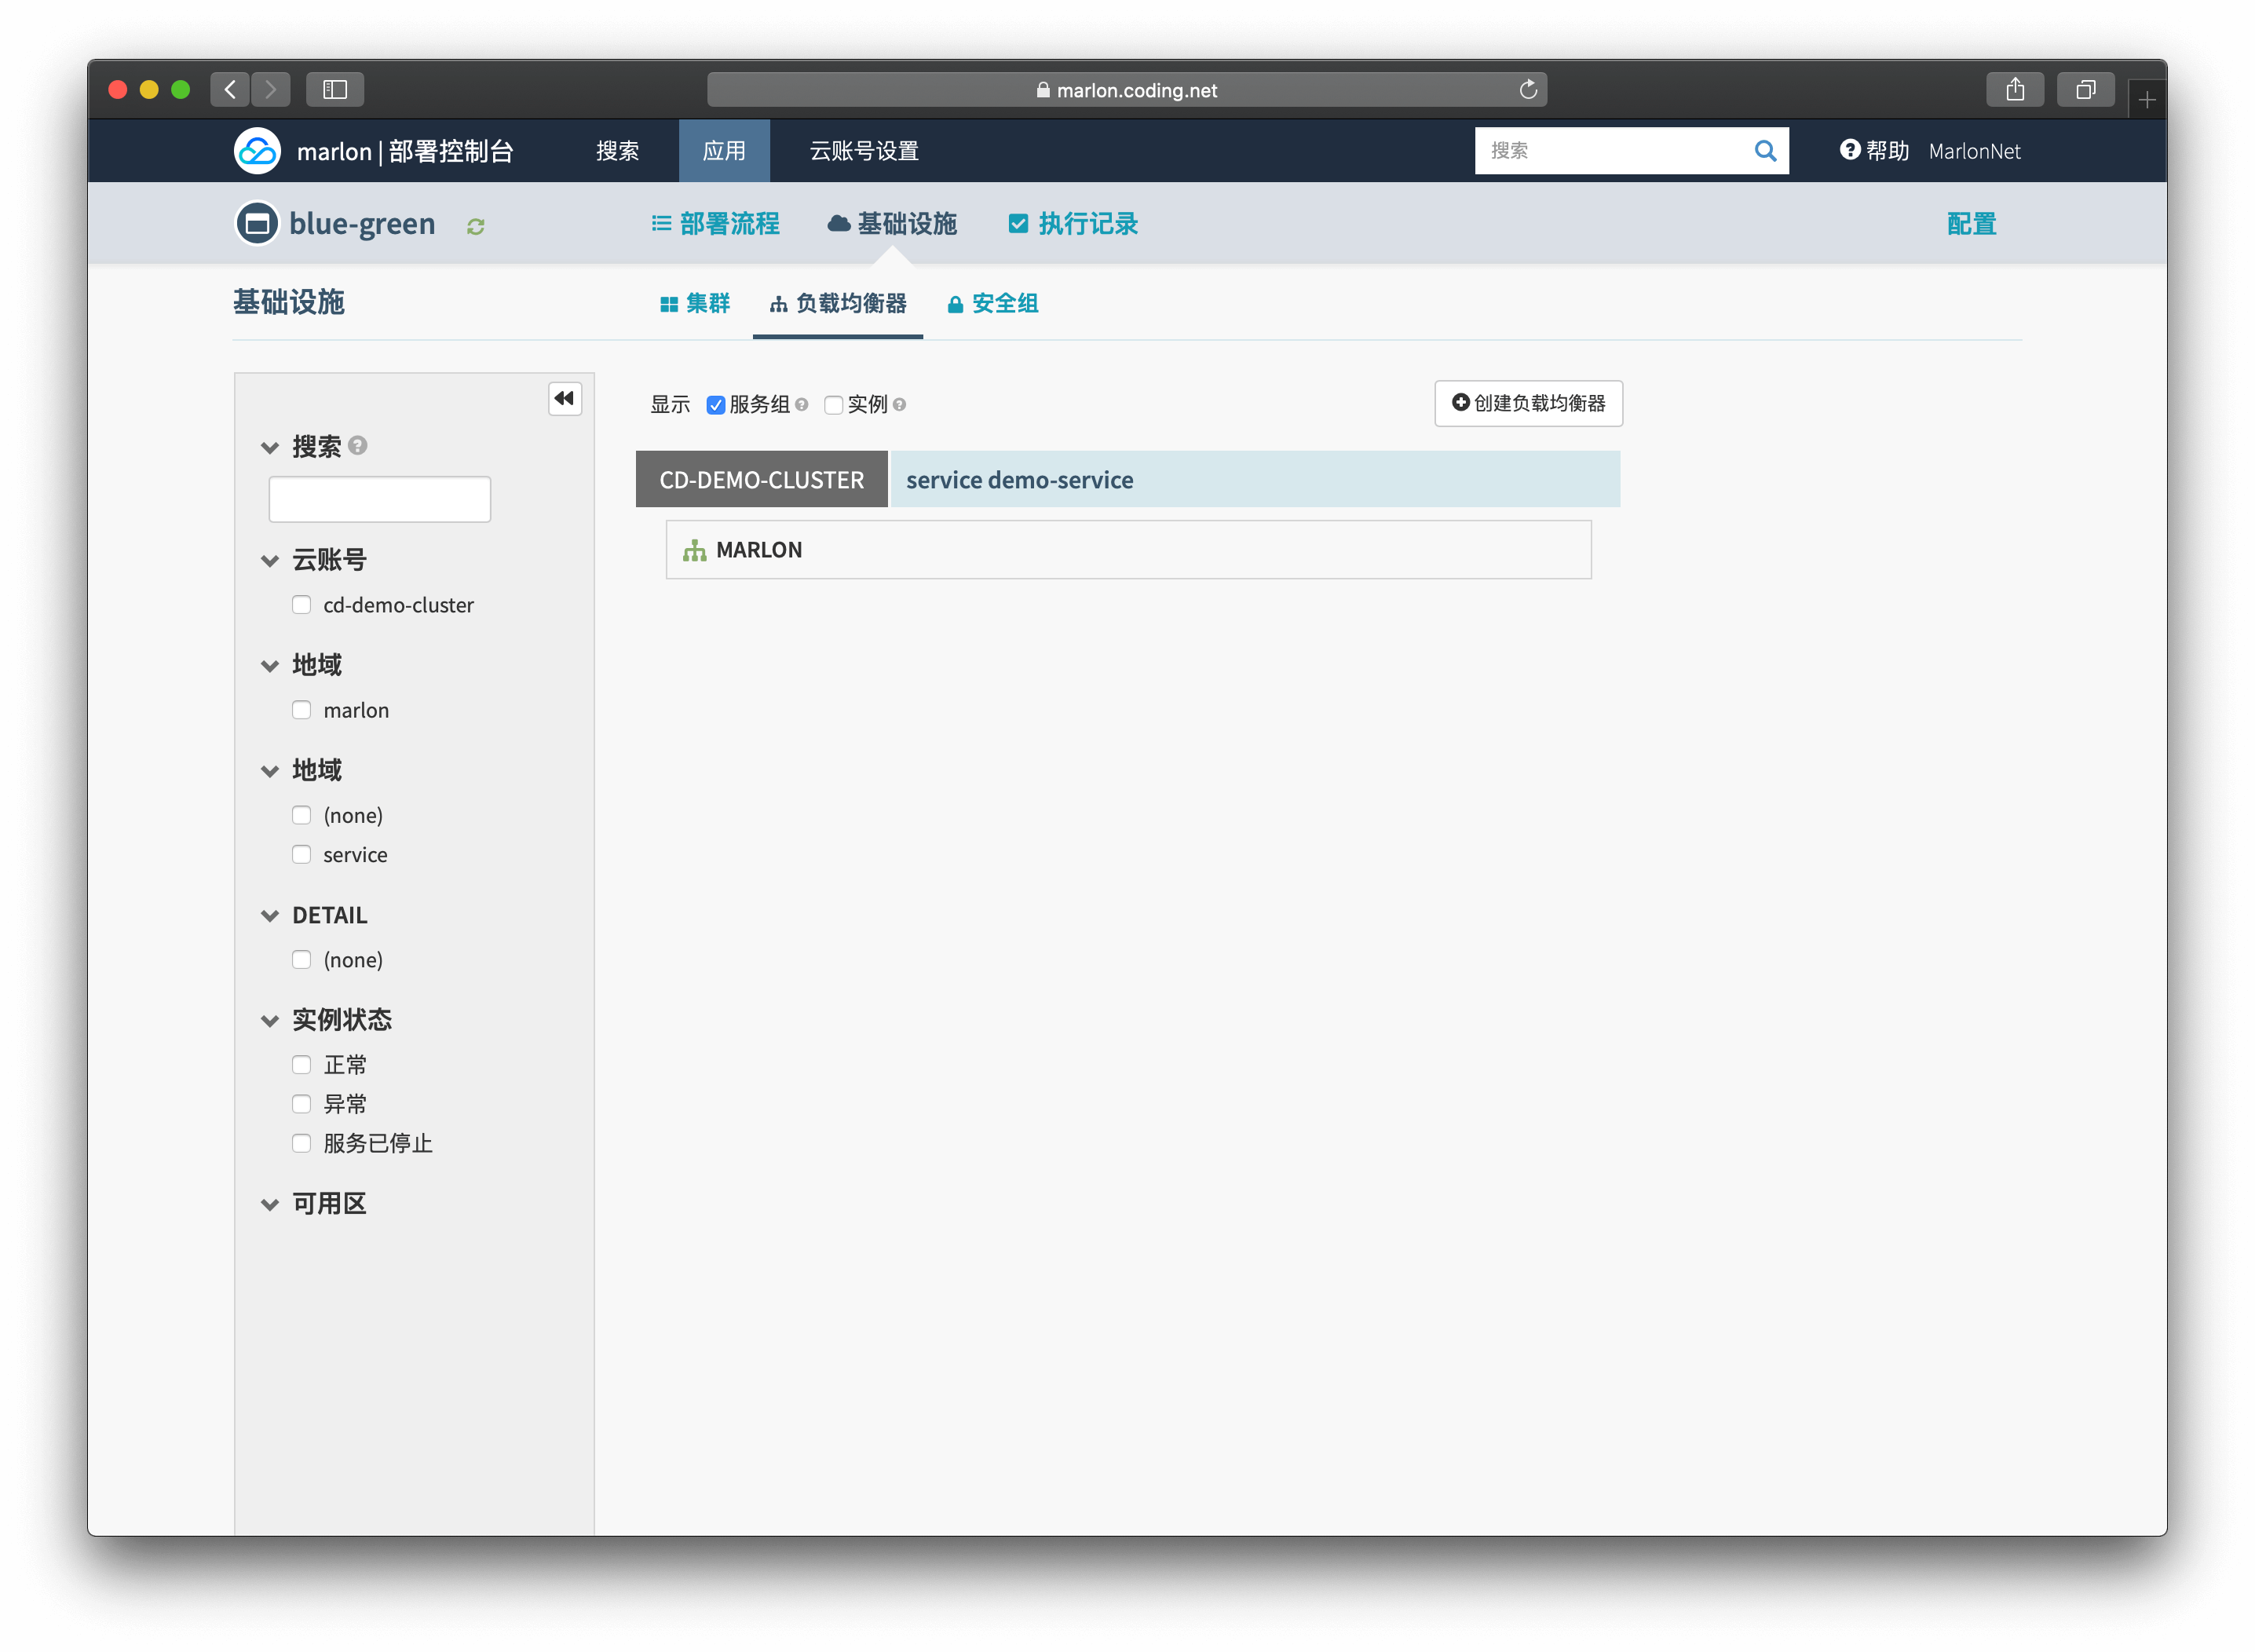 marlon.coding.net
marlon | 部署控制台 搜索 应用 云账号设置 搜索 帮助 MarlonNet
blue-green 部署流程 基础设施 执行记录 配置
基础设施 集群 负载均衡器 安全组
显示 服务组 实例 创建负载均衡器
搜索
CD-DEMO-CLUSTER service demo-service
MARLON
云账号
cd-demo-cluster
地域
marlon
地域
(none)
service
DETAIL
(none)
实例状态
正常
异常
服务已停止
可用区